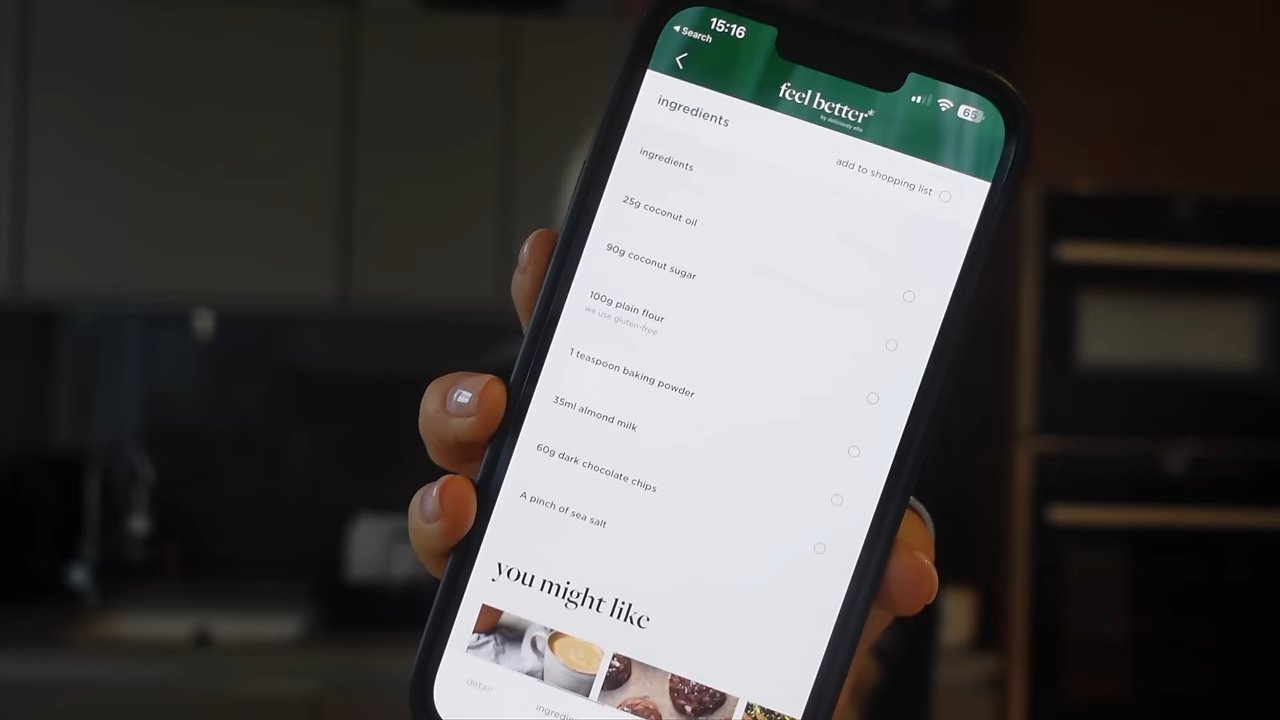 15:16
Search
65
feel better*
by deliciously ella
ingredients
add to shopping list
ingredients
25g coconut oil
90g coconut sugar
100g plain flour
we use gluten-free
1 teaspoon baking powder
35ml almond milk
60g dark chocolate chips
A pinch of sea salt
you might like
detail